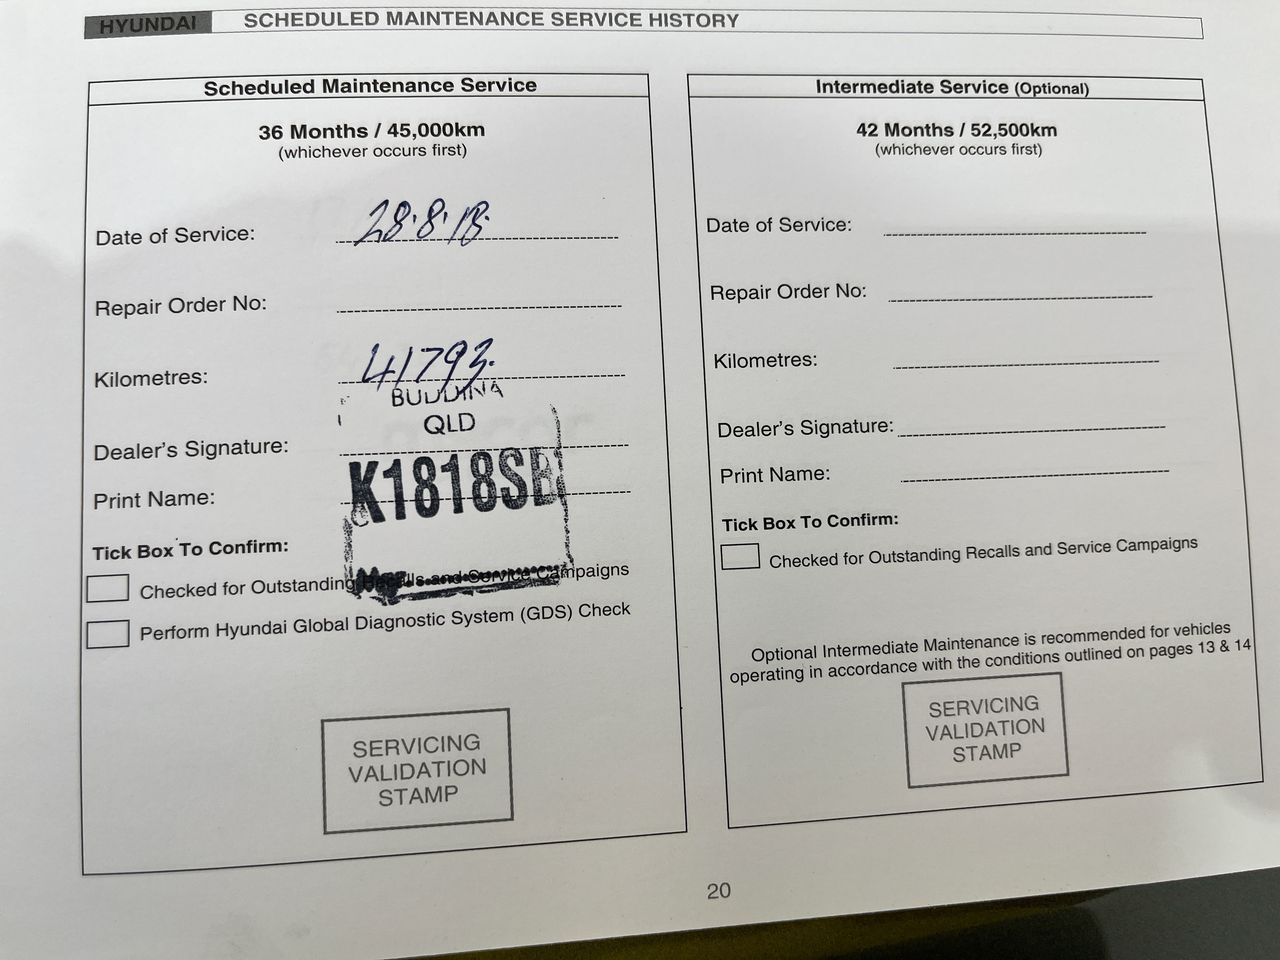 HYUNDAI
SCHEDULED MAINTENANCE SERVICE HISTORY
Scheduled Maintenance Service
36 Months / 45,000km
(whichever occurs first)
Date of Service: 28.8.18.
Repair Order No:
Kilometres: 41793.
BUDDINA
QLD
Dealer's Signature:
K1818SB
Print Name:
Tick Box To Confirm:
Checked for Outstanding Recalls and Service Campaigns
Perform Hyundai Global Diagnostic System (GDS) Check
SERVICING
VALIDATION
STAMP
Intermediate Service (Optional)
42 Months / 52,500km
(whichever occurs first)
Date of Service:
Repair Order No:
Kilometres:
Dealer's Signature:
Print Name:
Tick Box To Confirm:
Checked for Outstanding Recalls and Service Campaigns
Optional Intermediate Maintenance is recommended for vehicles
operating in accordance with the conditions outlined on pages 13 & 14
SERVICING
VALIDATION
STAMP
20